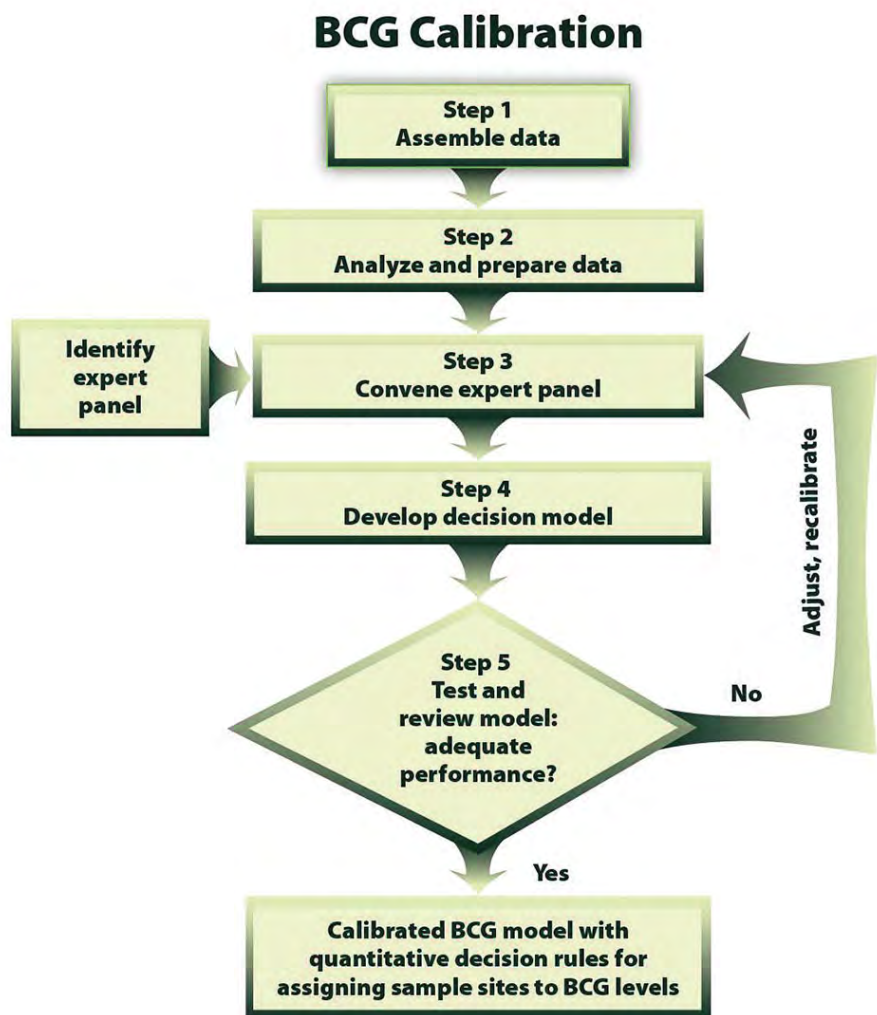 BCG Calibration
Step 1
Assemble data
Step 2
Analyze and prepare data
Identify
expert
panel
Step 3
Convene expert panel
Step 4
Develop decision model
Adjust, recalibrate
Step 5
Test and
review model:
adequate
performance?
No
Yes
Calibrated BCG model with
quantitative decision rules for
assigning sample sites to BCG levels